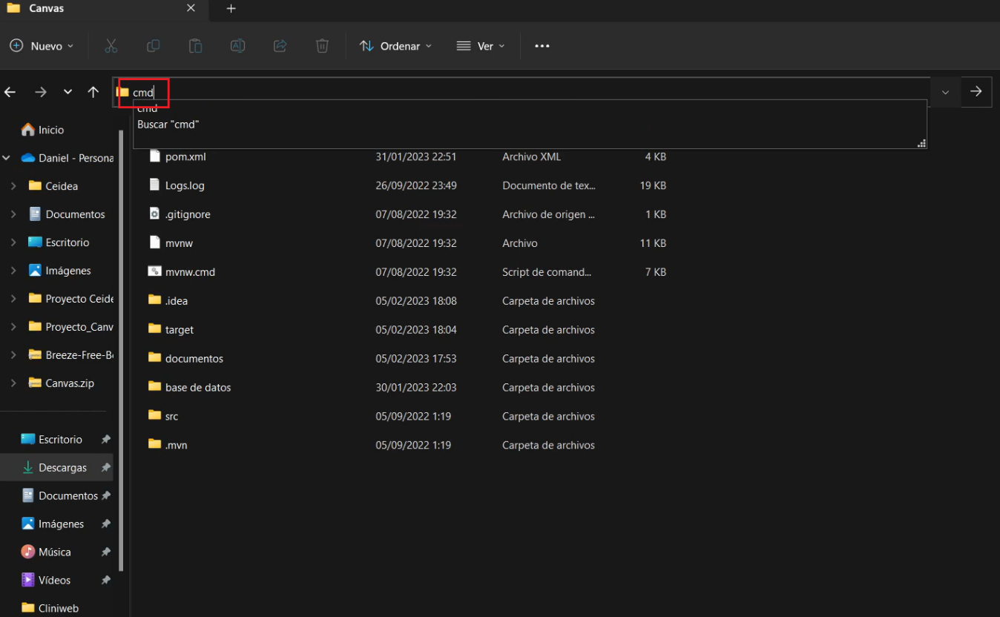 Canvas
Nuevo
Ordenar
Ver
cmd
cmd
Buscar "cmd"
Inicio
Daniel - Persona
Ceidea
Documentos
Escritorio
Imágenes
Proyecto Ceide
Proyecto_Canv
Breeze-Free-B
Canvas.zip
Escritorio
Descargas
Documentos
Imágenes
Música
Vídeos
Cliniweb
pom.xml 31/01/2023 22:51 Archivo XML 4 KB
Logs.log 26/09/2022 23:49 Documento de tex... 19 KB
.gitignore 07/08/2022 19:32 Archivo de origen ... 1 KB
mvnw 07/08/2022 19:32 Archivo 11 KB
mvnw.cmd 07/08/2022 19:32 Script de comand... 7 KB
.idea 05/02/2023 18:08 Carpeta de archivos
target 05/02/2023 18:04 Carpeta de archivos
documentos 05/02/2023 17:53 Carpeta de archivos
base de datos 30/01/2023 22:03 Carpeta de archivos
src 05/09/2022 1:19 Carpeta de archivos
.mvn 05/09/2022 1:19 Carpeta de archivos